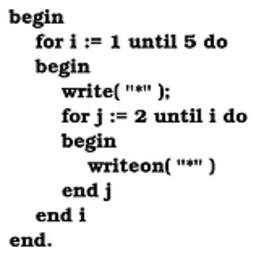 begin
for i := 1 until 5 do
begin
write( "*" );
for j := 2 until i do
begin
writeon( "*" )
end j
end i
end.